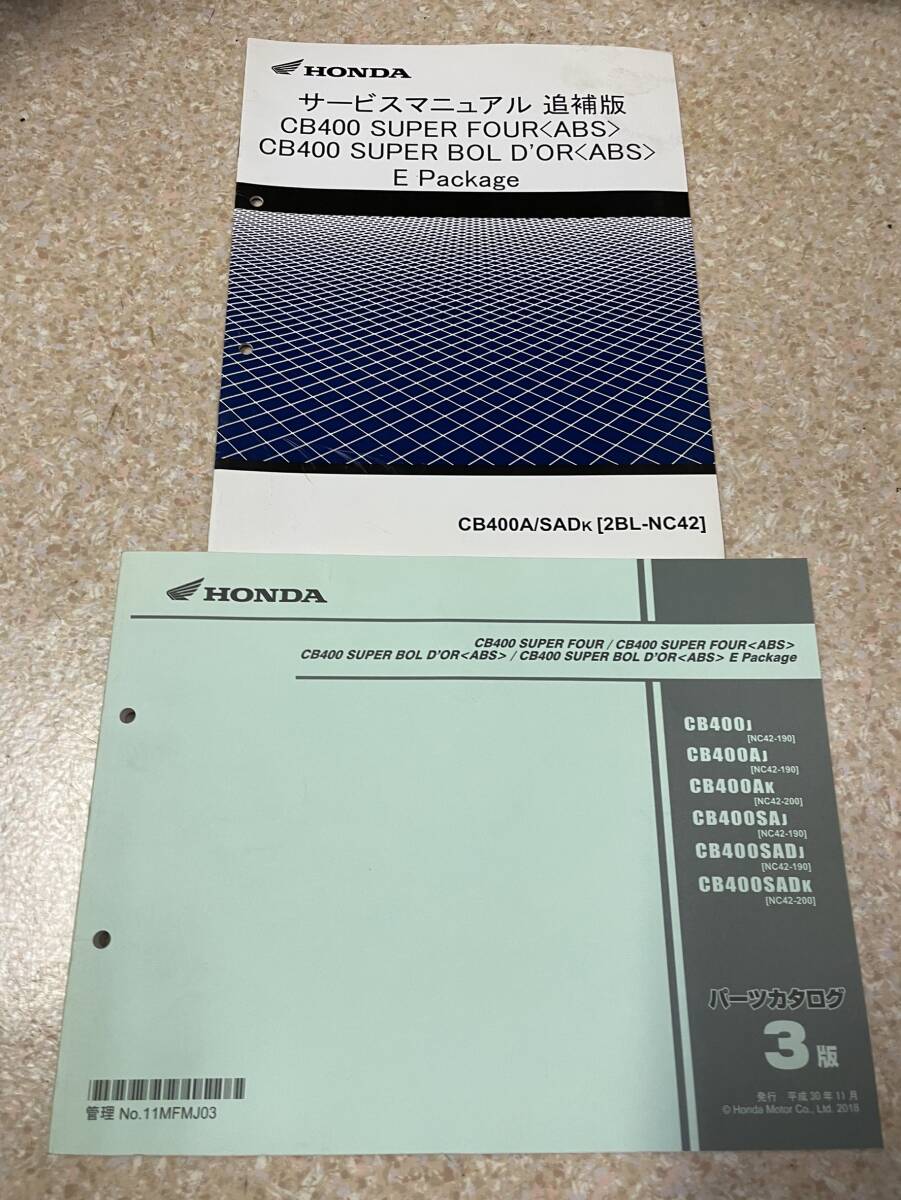 HONDA
サービスマニュアル 追補版
CB400 SUPER FOUR<ABS>
CB400 SUPER BOL D'OR<ABS>
E Package
CB400A/SADK [2BL-NC42]
HONDA
CB400 SUPER FOUR / CB400 SUPER FOUR<ABS>
CB400 SUPER BOL D'OR<ABS> / CB400 SUPER BOL D'OR<ABS> E Package
CB400J
[NC42-190]
CB400AJ
[NC42-190]
CB400AK
[NC42-200]
CB400SAJ
[NC42-190]
CB400SADJ
[NC42-190]
CB400SADK
[NC42-200]
パーツカタログ
3版
管理 No.11MFMJ03
発行 平成30年11月
© Honda Motor Co., Ltd. 2018